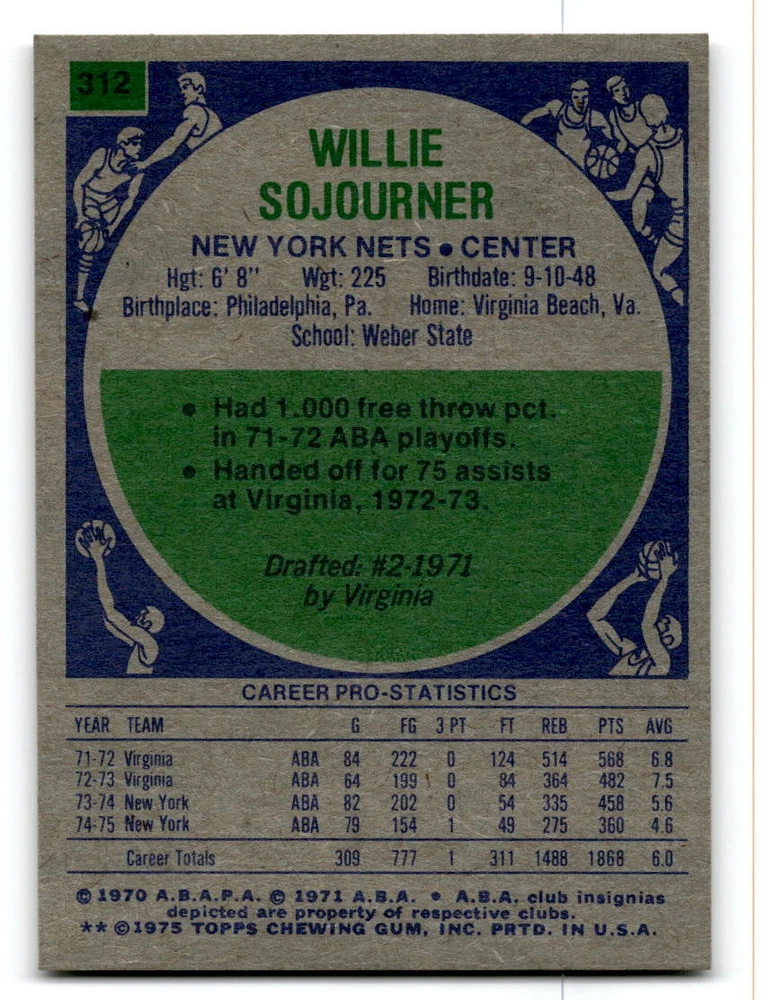 312
WILLIE
SOJOURNER
NEW YORK NETS • CENTER
Hgt: 6' 8" Wgt: 225 Birthdate: 9-10-48
Birthplace: Philadelphia, Pa. Home: Virginia Beach, Va.
School: Weber State
• Had 1.000 free throw pct.
in 71-72 ABA playoffs.
• Handed off for 75 assists
at Virginia, 1972-73.
Drafted: #2-1971
by Virginia
CAREER PRO-STATISTICS
YEAR TEAM G FG 3 PT FT REB PTS AVG
71-72 Virginia ABA 84 222 0 124 514 568 6.8
72-73 Virginia ABA 64 199 0 84 364 482 7.5
73-74 New York ABA 82 202 0 54 335 458 5.6
74-75 New York ABA 79 154 1 49 275 360 4.6
Career Totals 309 777 1 311 1488 1868 6.0
© 1970 A.B.A.P.A. © 1971 A.B.A. • A.B.A. club insignias
depicted are property of respective clubs.
** © 1975 TOPPS CHEWING GUM, INC. PRTD. IN U.S.A.